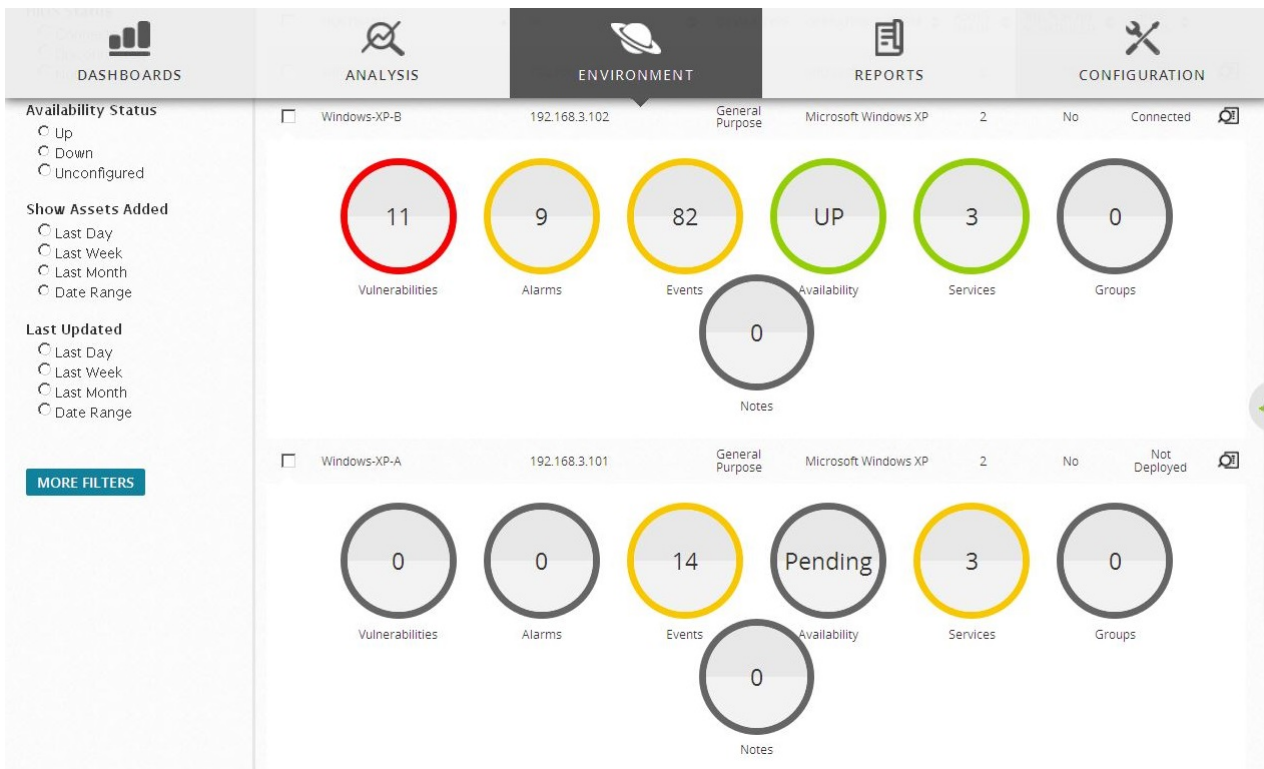 DASHBOARDS
ANALYSIS
ENVIRONMENT
REPORTS
CONFIGURATION
Availability Status
Up
Down
Unconfigured
Show Assets Added
Last Day
Last Week
Last Month
Date Range
Last Updated
Last Day
Last Week
Last Month
Date Range
MORE FILTERS
Windows-XP-B 192.168.3.102 General Purpose Microsoft Windows XP 2 No Connected
11 9 82 UP 3 0
Vulnerabilities Alarms Events Availability Services Groups
0
Notes
Windows-XP-A 192.168.3.101 General Purpose Microsoft Windows XP 2 No Not Deployed
0 0 14 Pending 3 0
Vulnerabilities Alarms Events Availability Services Groups
0
Notes